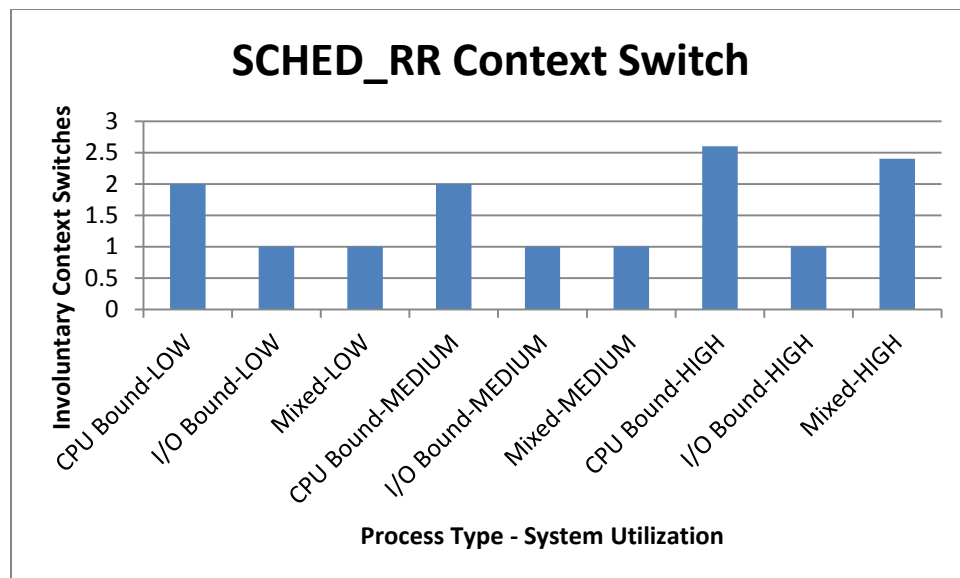 SCHED_RR Context Switch
Involuntary Context Switches
3
2.5
2
1.5
1
0.5
0
CPU Bound-LOW
I/O Bound-LOW
Mixed-LOW
CPU Bound-MEDIUM
I/O Bound-MEDIUM
Mixed-MEDIUM
CPU Bound-HIGH
I/O Bound-HIGH
Mixed-HIGH
Process Type - System Utilization